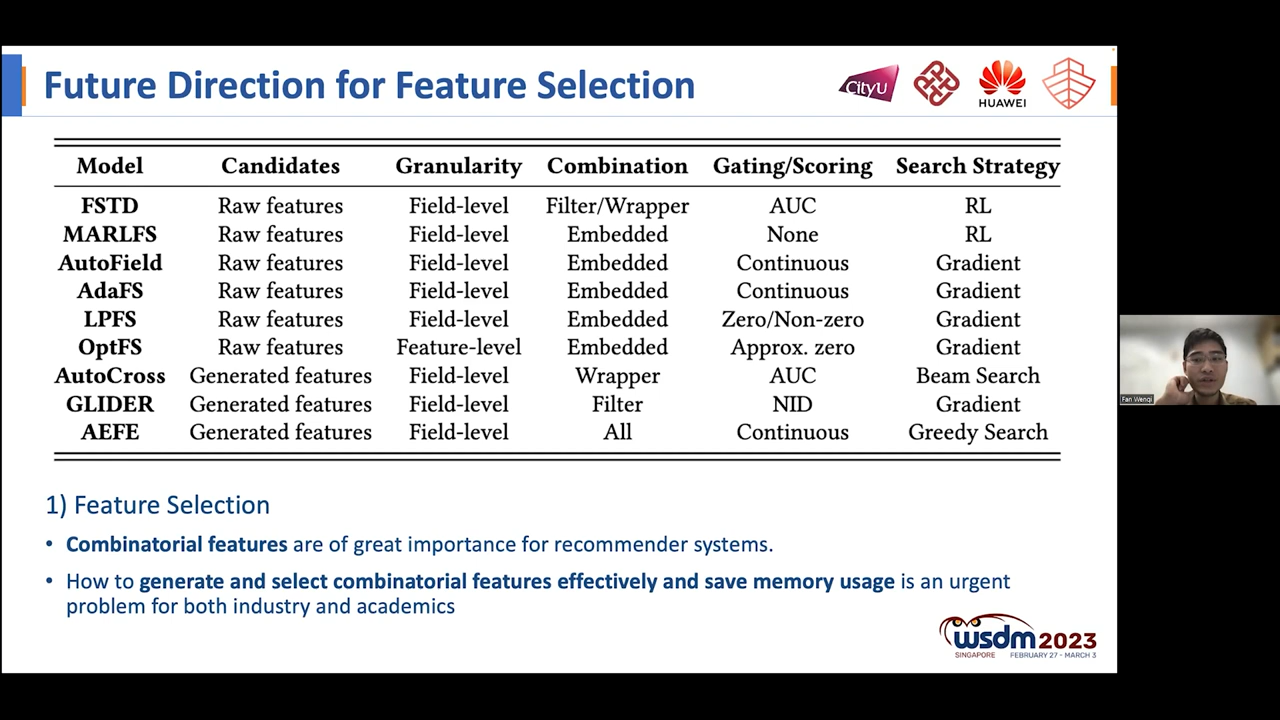 Future Direction for Feature Selection
CityU
HUAWEI
Model Candidates Granularity Combination Gating/Scoring Search Strategy
FSTD Raw features Field-level Filter/Wrapper AUC RL
MARLFS Raw features Field-level Embedded None RL
AutoField Raw features Field-level Embedded Continuous Gradient
AdaFS Raw features Field-level Embedded Continuous Gradient
LPFS Raw features Field-level Embedded Zero/Non-zero Gradient
OptFS Raw features Feature-level Embedded Approx. zero Gradient
AutoCross Generated features Field-level Wrapper AUC Beam Search
GLIDER Generated features Field-level Filter NID Gradient
AEFE Generated features Field-level All Continuous Greedy Search
Fan Wenqi
1) Feature Selection
• Combinatorial features are of great importance for recommender systems.
• How to generate and select combinatorial features effectively and save memory usage is an urgent
problem for both industry and academics
wsdm 2023
SINGAPORE FEBRUARY 27 - MARCH 3